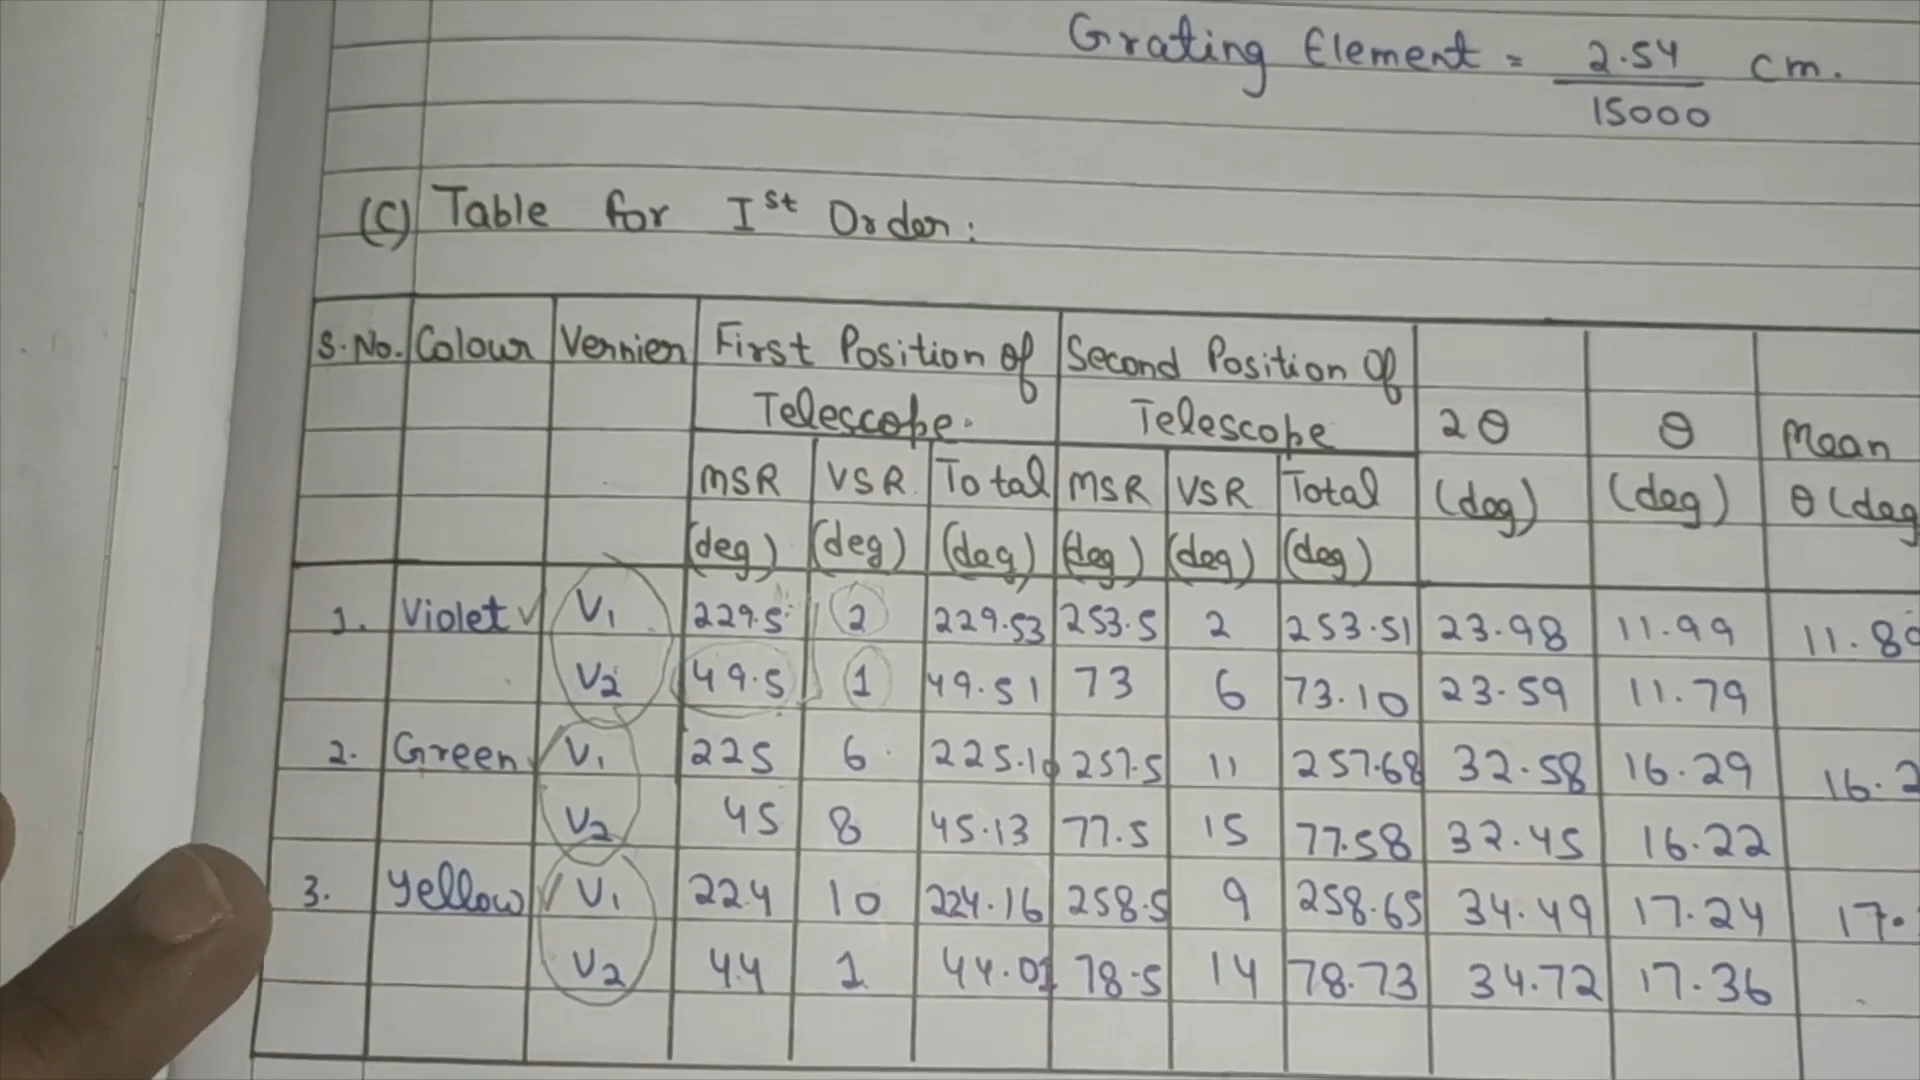 Grating Element = 2.54 cm.
15000
(C) Table for Ist Order:
S.No. Colour Vernier First Position of Telescope. Second Position Of Telescope 2θ (deg) θ (deg) Mean θ (deg
MSR (deg) VSR (deg) Total (deg) MSR (deg) VSR (deg) Total (deg)
1. Violet ✓ V1 229.5 2 229.53 253.5 2 253.51 23.98 11.99 11.89
V2 49.5 1 49.51 73 6 73.10 23.59 11.79
2. Green ✓ V1 225 6 225.10 257.5 11 257.68 32.58 16.29 16.2
V2 45 8 45.13 77.5 15 77.58 32.45 16.22
3. Yellow ✓ V1 224 10 224.16 258.5 9 258.65 34.49 17.24 17.
V2 44 1 44.01 78.5 14 78.73 34.72 17.36